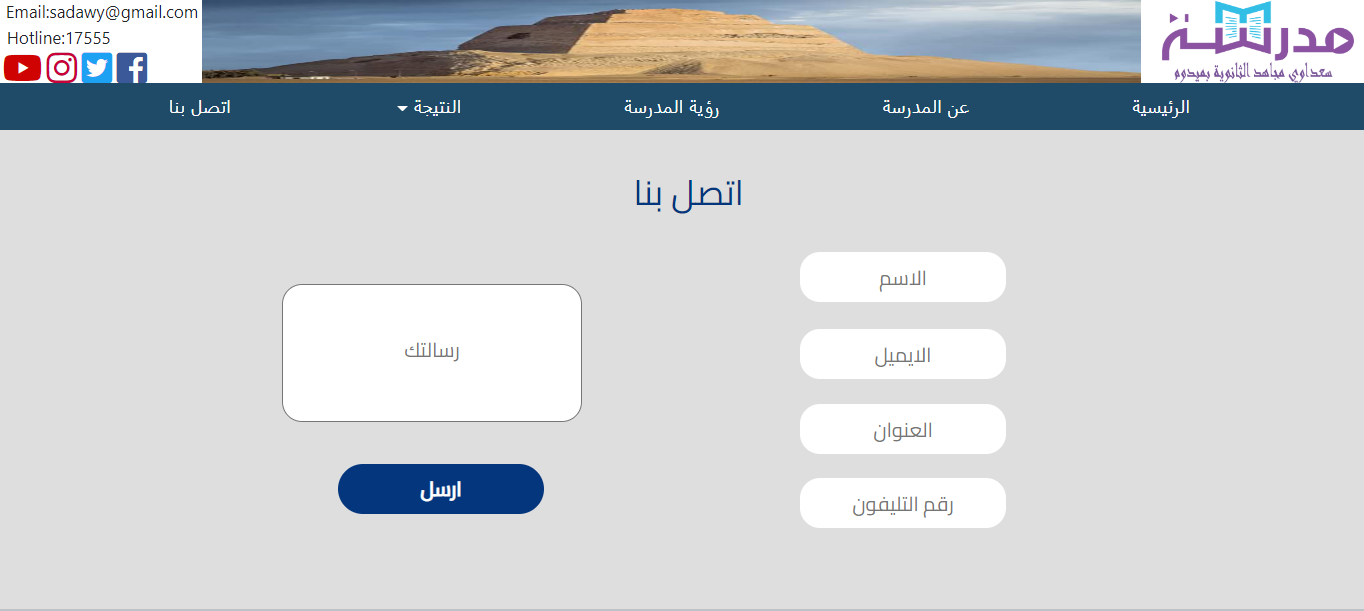 Email:sadawy@gmail.com
Hotline:17555
مدرسة
سعداوي مجاهد الثانوية بميدوم
الرئيسية
عن المدرسة
رؤية المدرسة
النتيجة
اتصل بنا
اتصل بنا
الاسم
الايميل
العنوان
رقم التليفون
رسالتك
ارسل